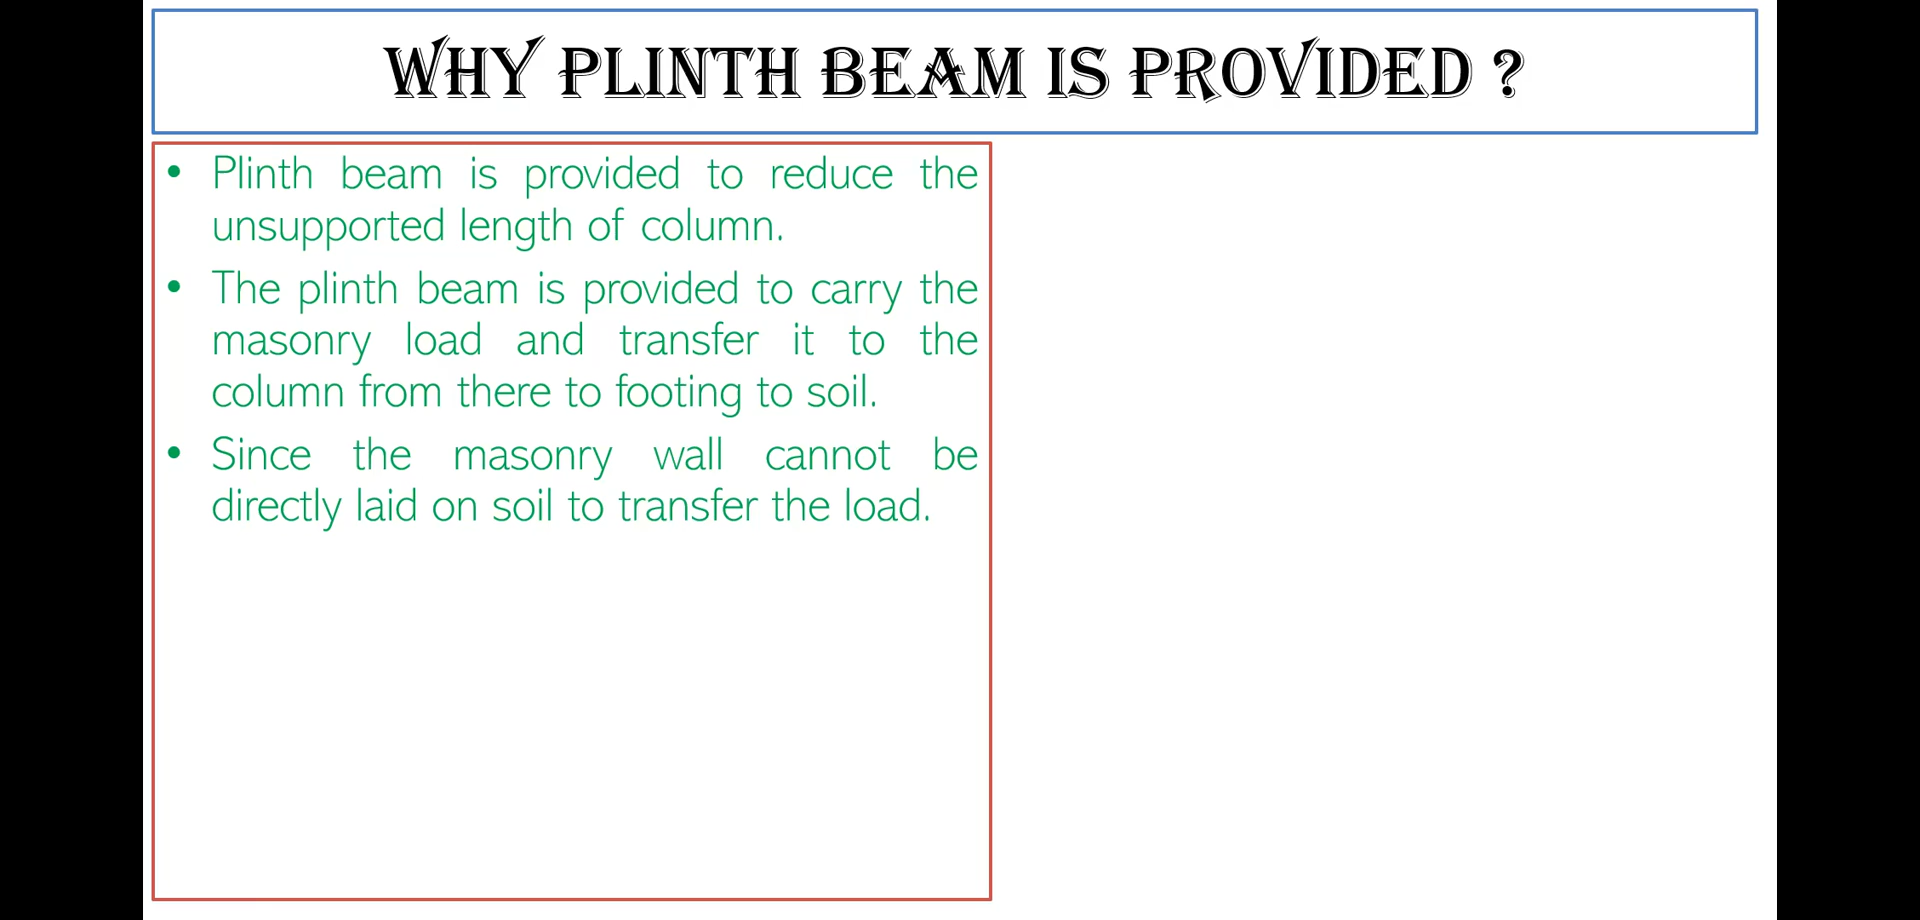 WHY PLINTH BEAM IS PROVIDED ?
• Plinth beam is provided to reduce the
unsupported length of column.
• The plinth beam is provided to carry the
masonry load and transfer it to the
column from there to footing to soil.
• Since the masonry wall cannot be
directly laid on soil to transfer the load.